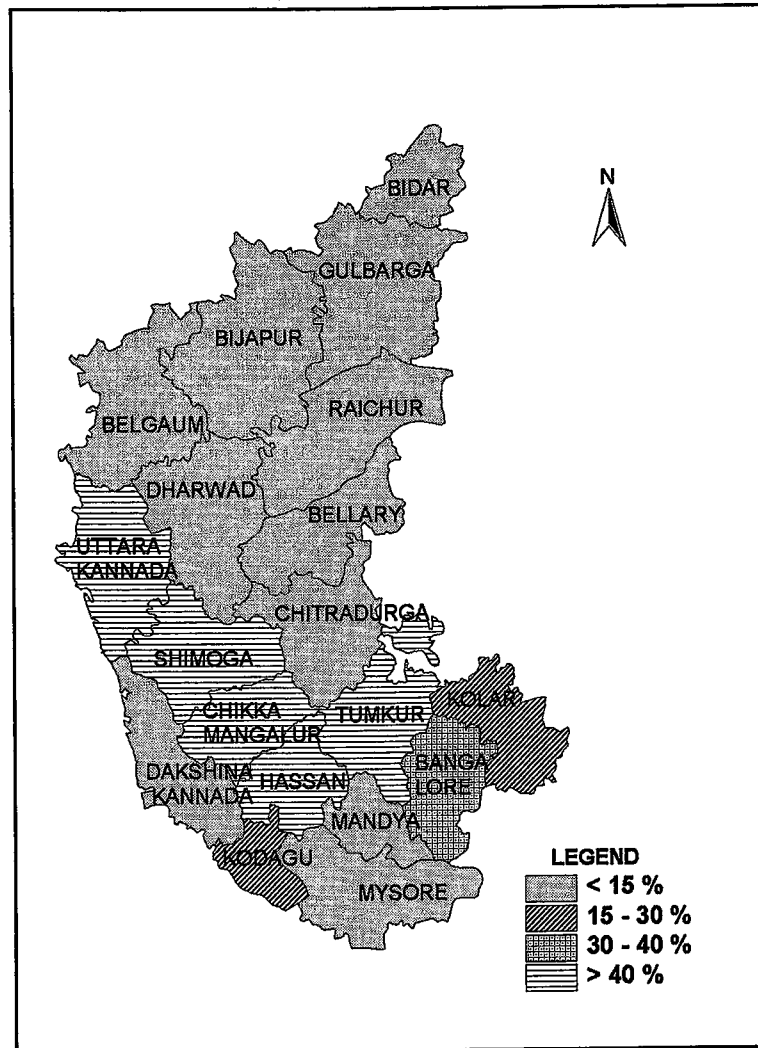 N
BIDAR
GULBARGA
BIJAPUR
RAICHUR
BELGAUM
DHARWAD
BELLARY
UTTARA
KANNADA
CHITRADURGA
SHIMOGA
KOLAR
CHIKKA
MANGALUR
TUMKUR
BANGA
LORE
DAKSHINA
KANNADA
HASSAN
MANDYA
KODAGU
MYSORE
LEGEND
< 15 %
15 - 30 %
30 - 40 %
> 40 %